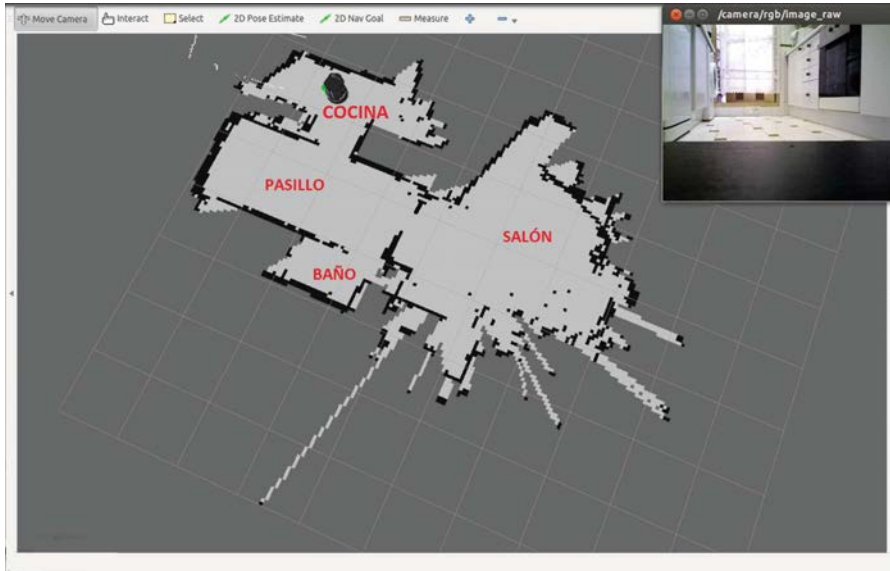 Move Camera Interact Select 2D Pose Estimate 2D Nav Goal Measure
/camera/rgb/image_raw
COCINA
PASILLO
SALÓN
BAÑO